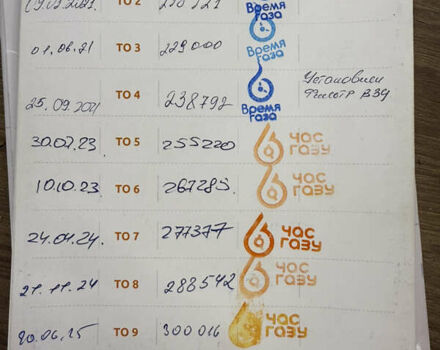 ТО 2
Время
газа
01.06.21 ТО 3 229000 Время
газа
25.09.2021 ТО 4 238792 Время
газа
Установили
Фильтр ВЗД
30.07.23 ТО 5 255220 ЧАС
ГАЗУ
10.10.23 ТО 6 267285. ЧАС
ГАЗУ
24.04.24. ТО 7 277377 ЧАС
ГАЗУ
21.11.24 ТО 8 288542 ЧАС
ГАЗУ
20.06.25 ТО 9 300016 ЧАС
ГАЗУ